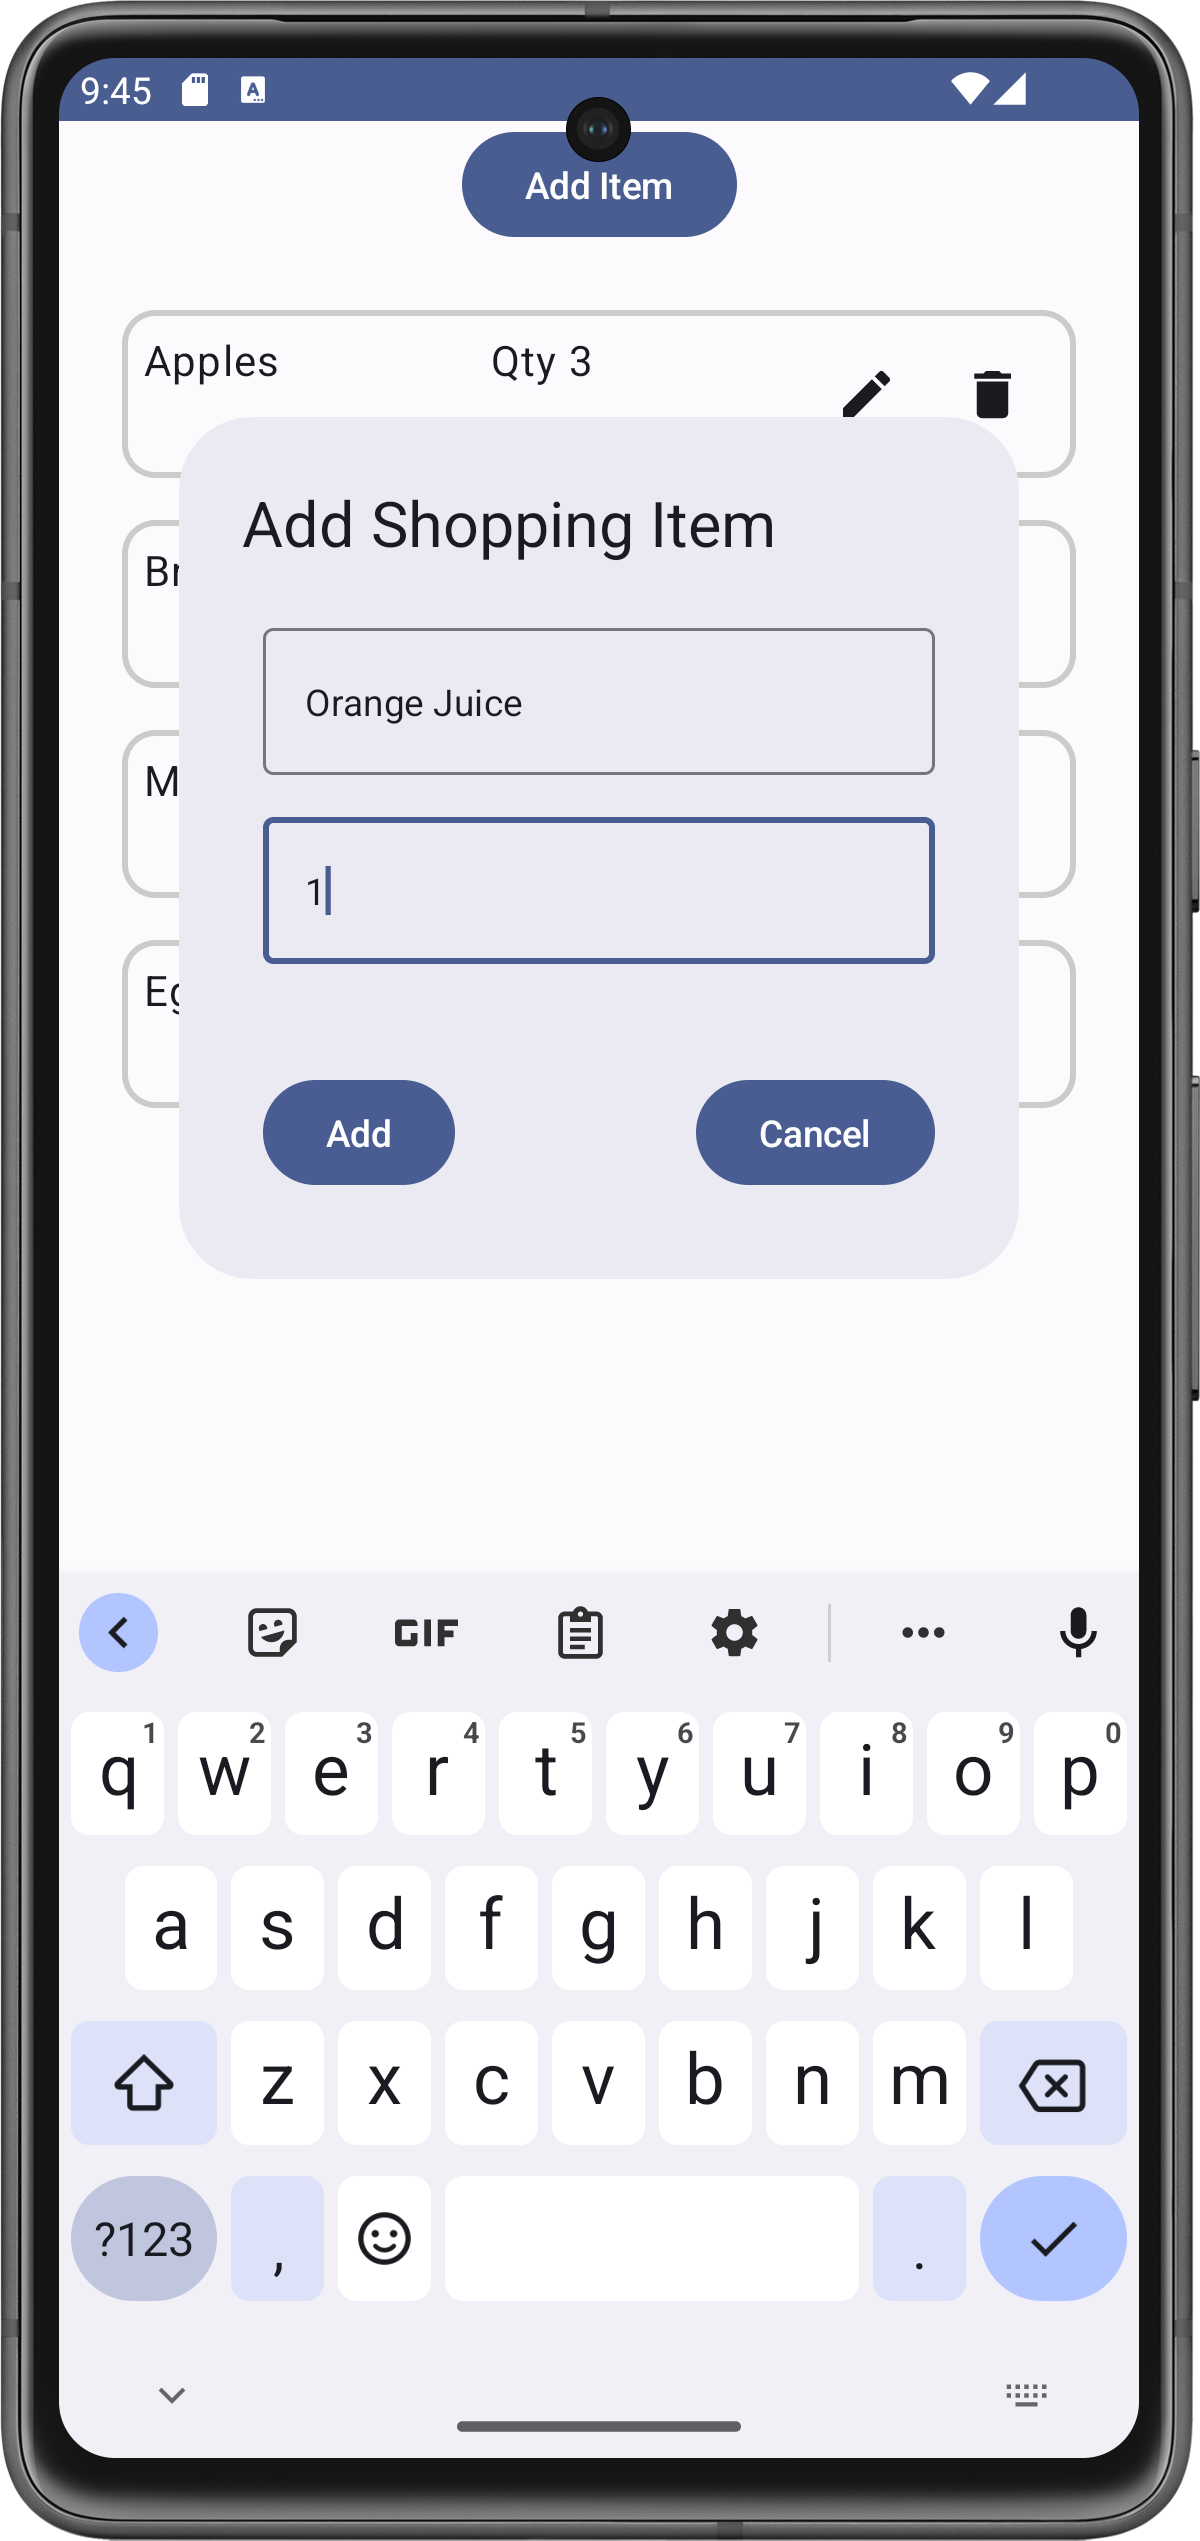 9:45
Add Item
Apples Qty 3
Add Shopping Item
Br
Orange Juice
M
1
Eg
Add Cancel
GIF
1 2 3 4 5 6 7 8 9 0
q w e r t y u i o p
a s d f g h j k l
z x c v b n m
?123 , .